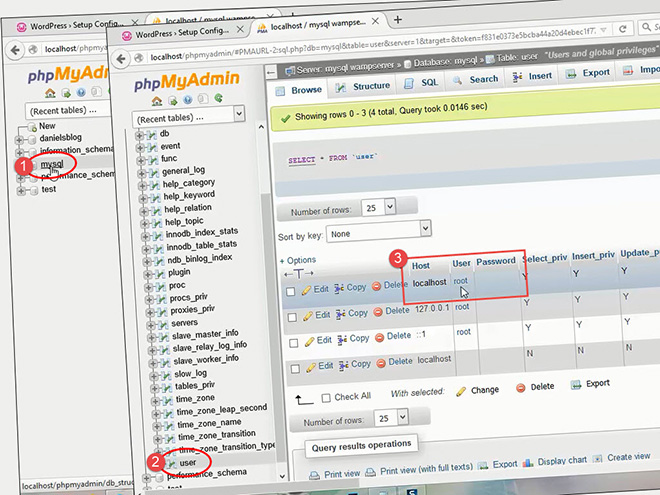 WordPress › Setup Config...
localhost / mysql wampse...
localhost/phpmyadmin/
phpMyAdmin
(Recent tables) ...
New
danielsblog
information_schema
1
mysql
performance_schema
test
localhost/phpmyadmin/db_struc
WordPress › Setup Config...
localhost / mysql wampser...
localhost/phpmyadmin/#PMAURL-2:sql.php?db=mysql&table=user&server=1&target=&token=f831e0373e5bcba44a20d4ebec1f77
phpMyAdmin
(Recent tables) ...
db
event
func
general_log
help_category
help_keyword
help_relation
help_topic
innodb_index_stats
innodb_table_stats
ndb_binlog_index
plugin
proc
procs_priv
proxies_priv
servers
slave_master_info
slave_relay_log_info
slave_worker_info
slow_log
tables_priv
time_zone
time_zone_leap_second
time_zone_name
time_zone_transition
time_zone_transition_type
2
user
performance_schema
test
Server: mysql wampserver » Database: mysql » Table: user "Users and global privileges"
Browse Structure SQL Search Insert Export Impo
Showing rows 0 - 3 (4 total, Query took 0.0146 sec)
SELECT * FROM `user`
Number of rows: 25
Sort by key: None
+ Options
3
Host User Password Select_priv Insert_priv Update_p
Edit Copy Delete localhost root Y Y Y
Edit Copy Delete 127.0.0.1 root Y Y Y
Edit Copy Delete ::1 root Y Y Y
Edit Copy Delete localhost N N N
Check All With selected: Change Delete Export
Number of rows: 25
Query results operations
Print view Print view (with full texts) Export Display chart Create view